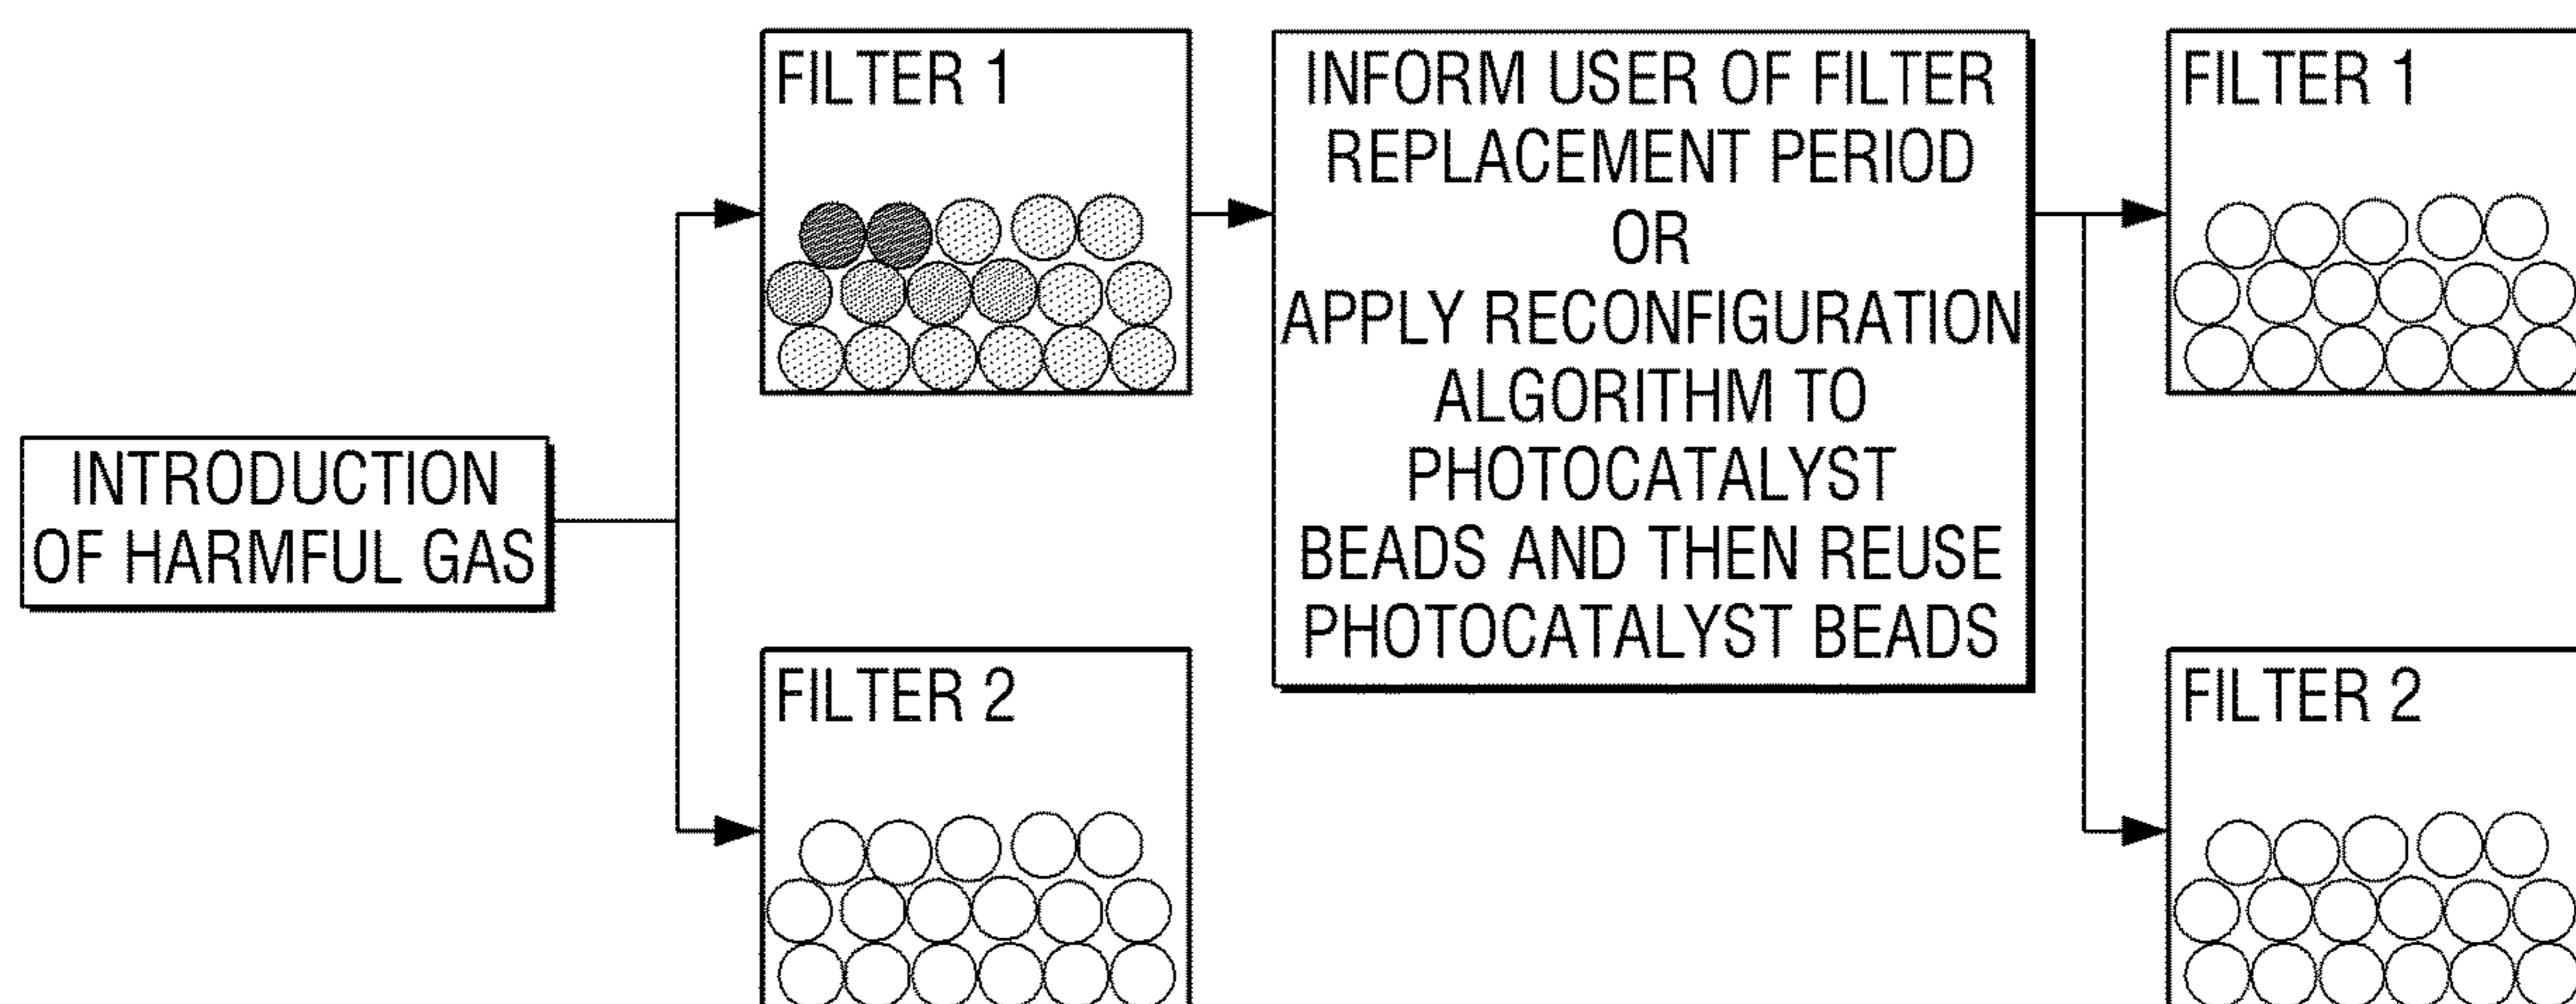 INTRODUCTION
OF HARMFUL GAS
FILTER 1
FILTER 2
INFORM USER OF FILTER
REPLACEMENT PERIOD
OR
APPLY RECONFIGURATION
ALGORITHM TO
PHOTOCATALYST
BEADS AND THEN REUSE
PHOTOCATALYST BEADS
FILTER 1
FILTER 2